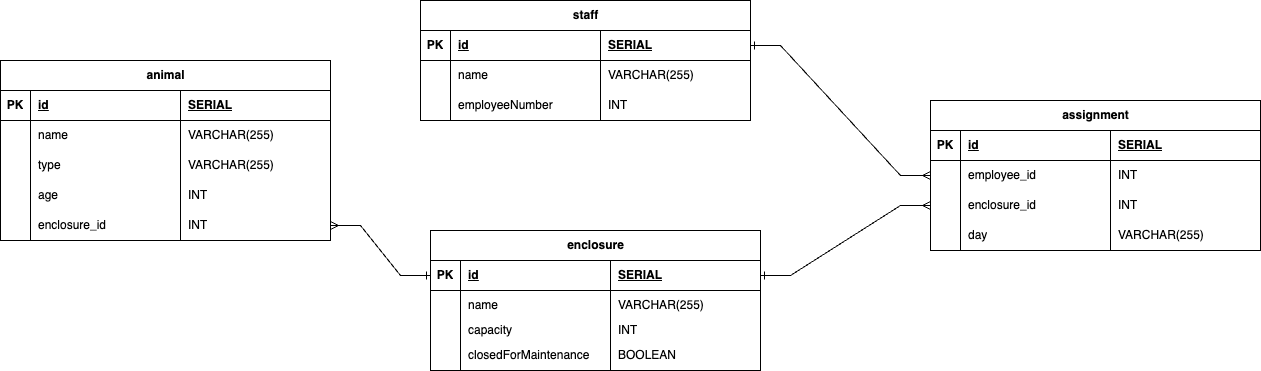 staff
PK id SERIAL
name VARCHAR(255)
employeeNumber INT
animal
PK id SERIAL
name VARCHAR(255)
type VARCHAR(255)
age INT
enclosure_id INT
assignment
PK id SERIAL
employee_id INT
enclosure_id INT
day VARCHAR(255)
enclosure
PK id SERIAL
name VARCHAR(255)
capacity INT
closedForMaintenance BOOLEAN